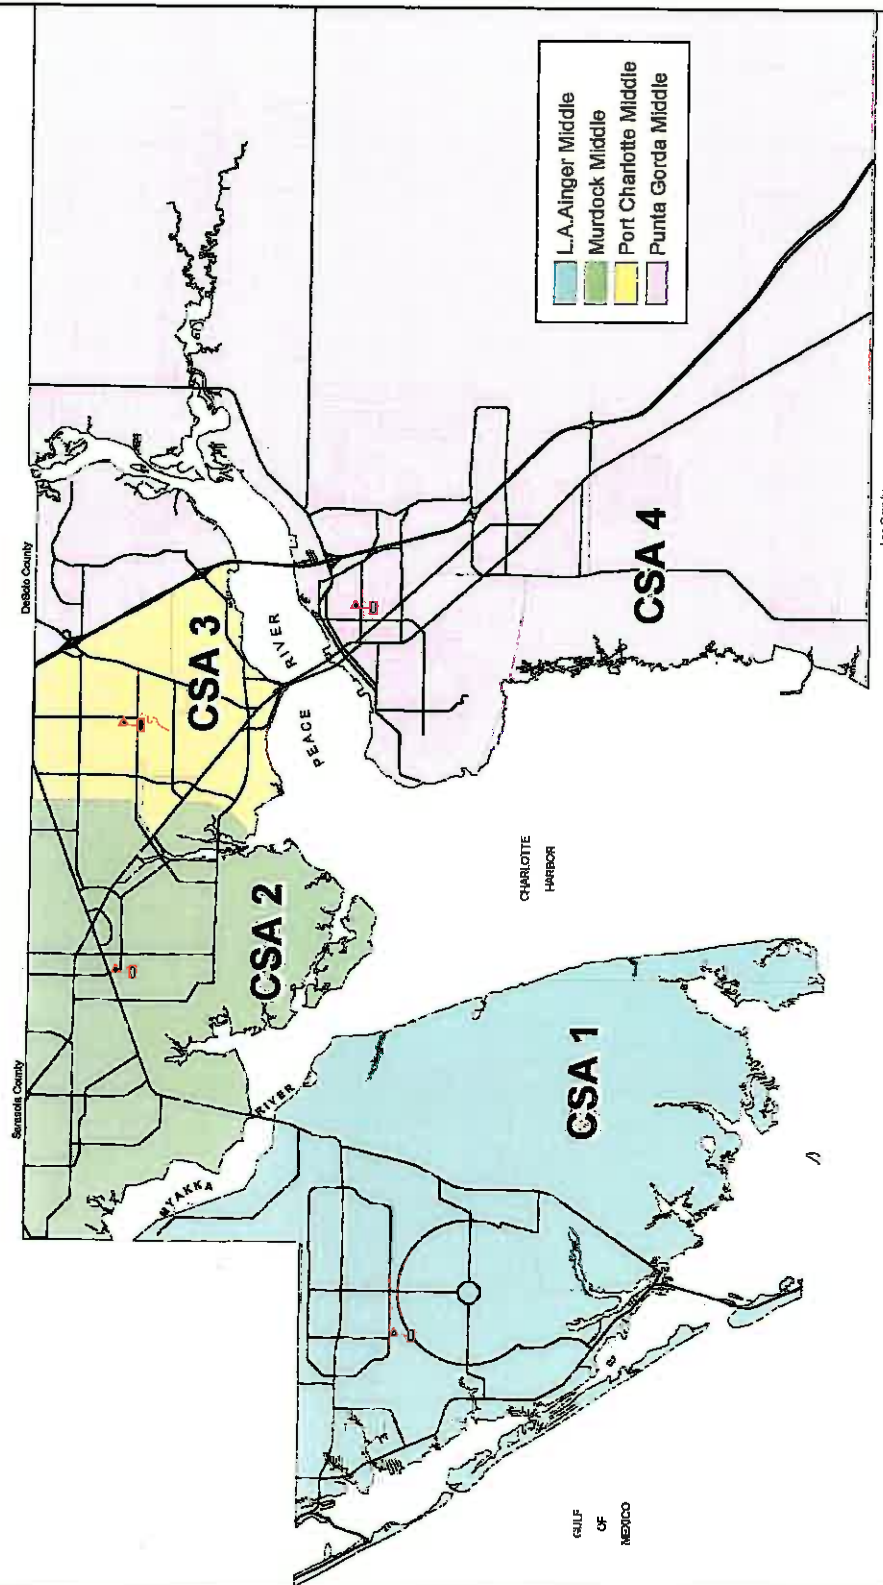 Sarasota County
DeSoto County
MYAKKA
RIVER
CSA 2
CSA 3
PEACE
RIVER
CSA 1
CSA 4
CHARLOTTE
HARBOR
GULF
OF
MEXICO
L.A.Ainger Middle
Murdock Middle
Port Charlotte Middle
Punta Gorda Middle